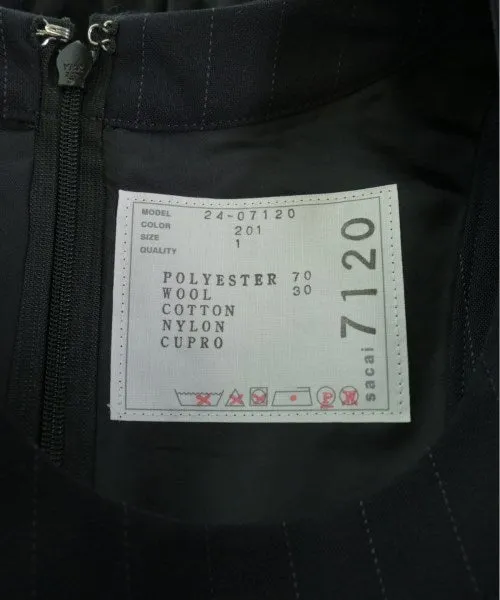 MODEL 24-07120
COLOR 201
SIZE 1
QUALITY
POLYESTER 70
WOOL 30
COTTON
NYLON
CUPRO
P W
sacai 7120